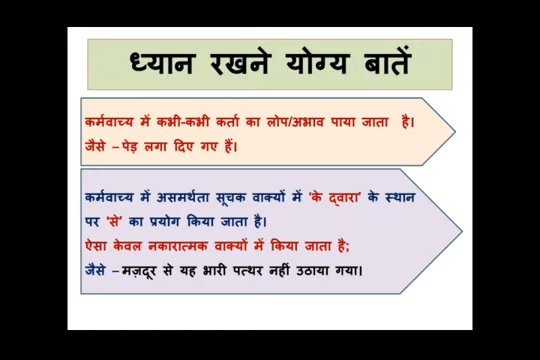 ध्यान रखने योग्य बातें
कर्मवाच्य में कभी-कभी कर्ता का लोप/अभाव पाया जाता है।
जैसे – पेड़ लगा दिए गए हैं।
कर्मवाच्य में असमर्थता सूचक वाक्यों में 'के द्वारा' के स्थान
पर 'से' का प्रयोग किया जाता है।
ऐसा केवल नकारात्मक वाक्यों में किया जाता है;
जैसे – मज़दूर से यह भारी पत्थर नहीं उठाया गया।